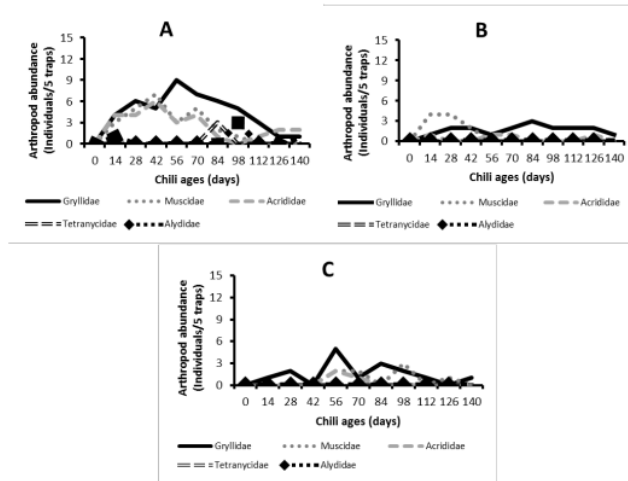 A
Arthropod abundance
(Individuals/5 traps)
15
12
9
6
3
0
0 14 28 42 56 70 84 98 112 126 140
Chili ages (days)
Gryllidae Muscidae Acrididae
Tetranycidae Alydidae
B
Arthropod abundance
(Individuals/5 traps)
15
12
9
6
3
0
0 14 28 42 56 70 84 98 112 126 140
Chili ages (days)
Gryllidae Muscidae Acrididae
Tetranycidae Alydidae
C
Arthropod abundance
(Individuals/5 traps)
15
12
9
6
3
0
0 14 28 42 56 70 84 98 112 126 140
Chili ages (days)
Gryllidae Muscidae Acrididae
Tetranycidae Alydidae